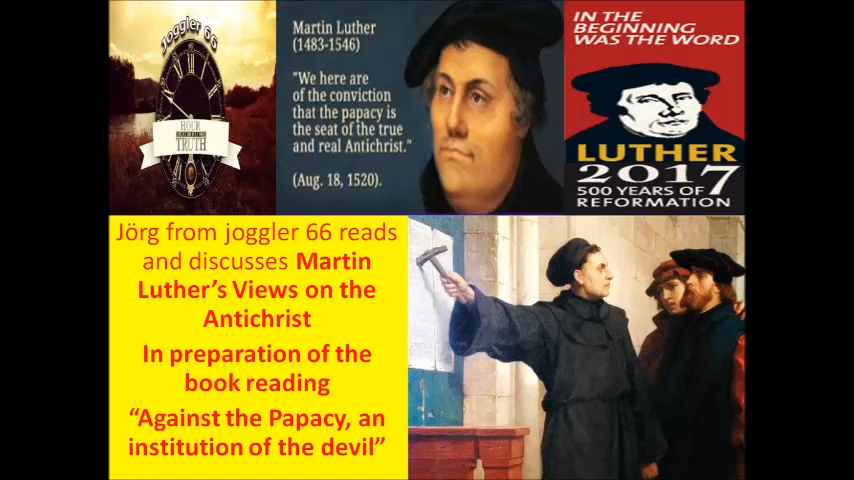 Joggler 66
HOUR
OF THE
TRUTH
Martin Luther
(1483-1546)
"We here are
of the conviction
that the papacy is
the seat of the true
and real Antichrist."
(Aug. 18, 1520).
IN THE
BEGINNING
WAS THE WORD
LUTHER
2017
500 YEARS OF
REFORMATION
Jörg from joggler 66 reads
and discusses Martin
Luther's Views on the
Antichrist
In preparation of the
book reading
“Against the Papacy, an
institution of the devil”